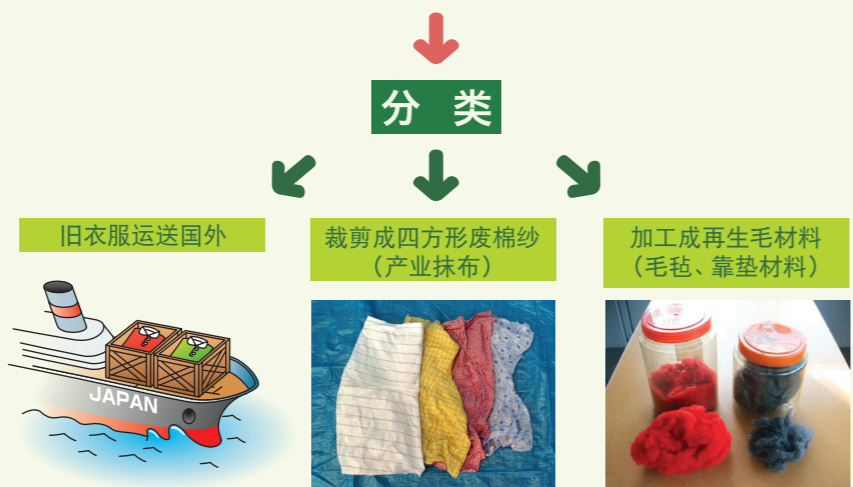 分 类
旧衣服运送国外
裁剪成四方形废棉纱
（产业抹布）
加工成再生毛材料
（毛毡、靠垫材料）
JAPAN